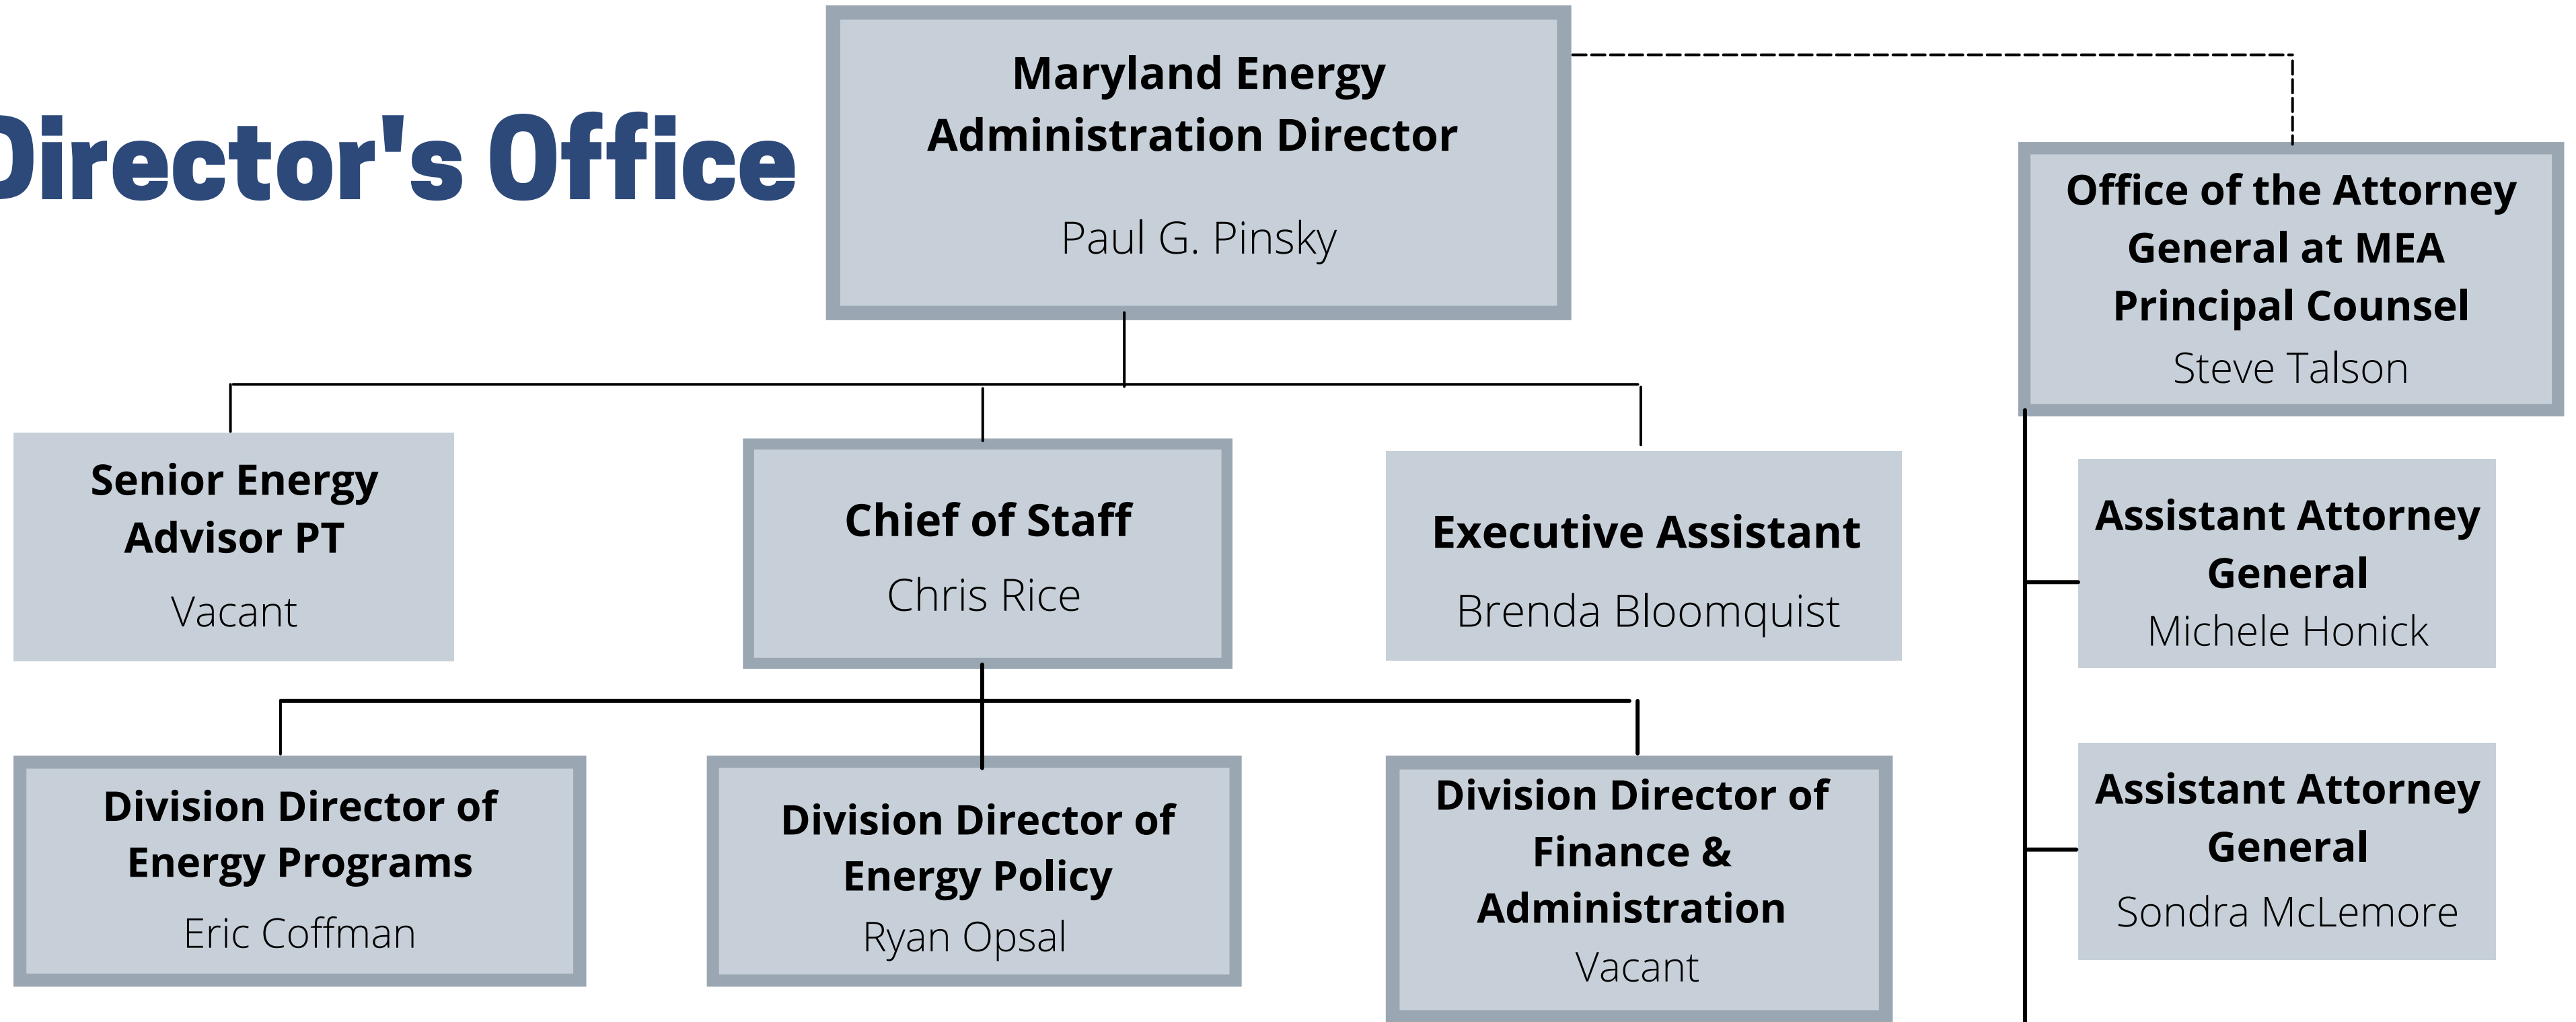 Director's Office
Maryland Energy
Administration Director
Paul G. Pinsky
Office of the Attorney
General at MEA
Principal Counsel
Steve Talson
Senior Energy
Advisor PT
Vacant
Chief of Staff
Chris Rice
Executive Assistant
Brenda Bloomquist
Assistant Attorney
General
Michele Honick
Division Director of
Energy Programs
Eric Coffman
Division Director of
Energy Policy
Ryan Opsal
Division Director of
Finance &
Administration
Vacant
Assistant Attorney
General
Sondra McLemore